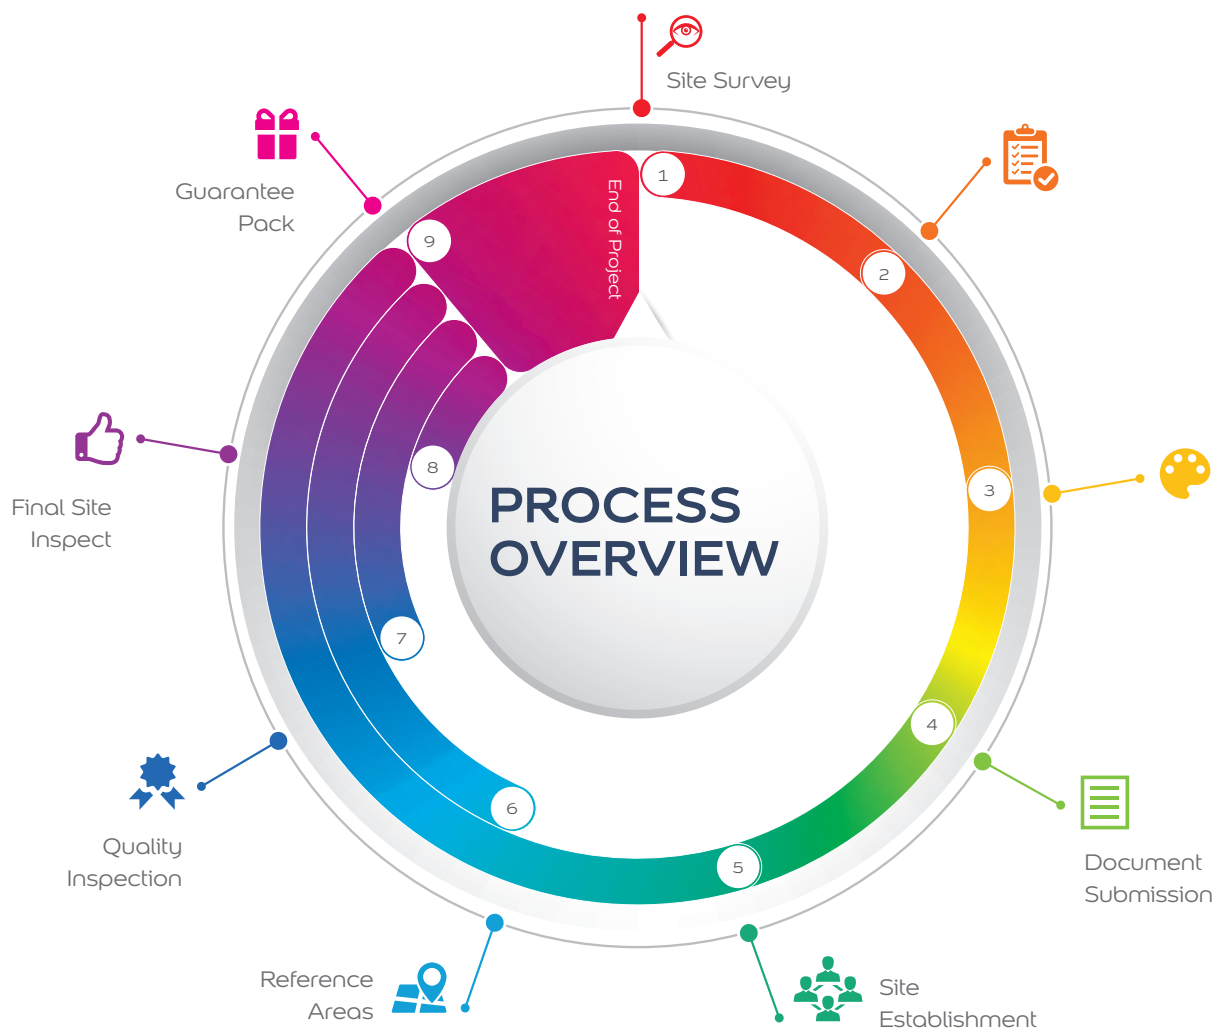 Site Survey
Guarantee
Pack
End of Project
1
2
3
4
5
6
7
8
9
PROCESS
OVERVIEW
Final Site
Inspect
Quality
Inspection
Document
Submission
Reference
Areas
Site
Establishment